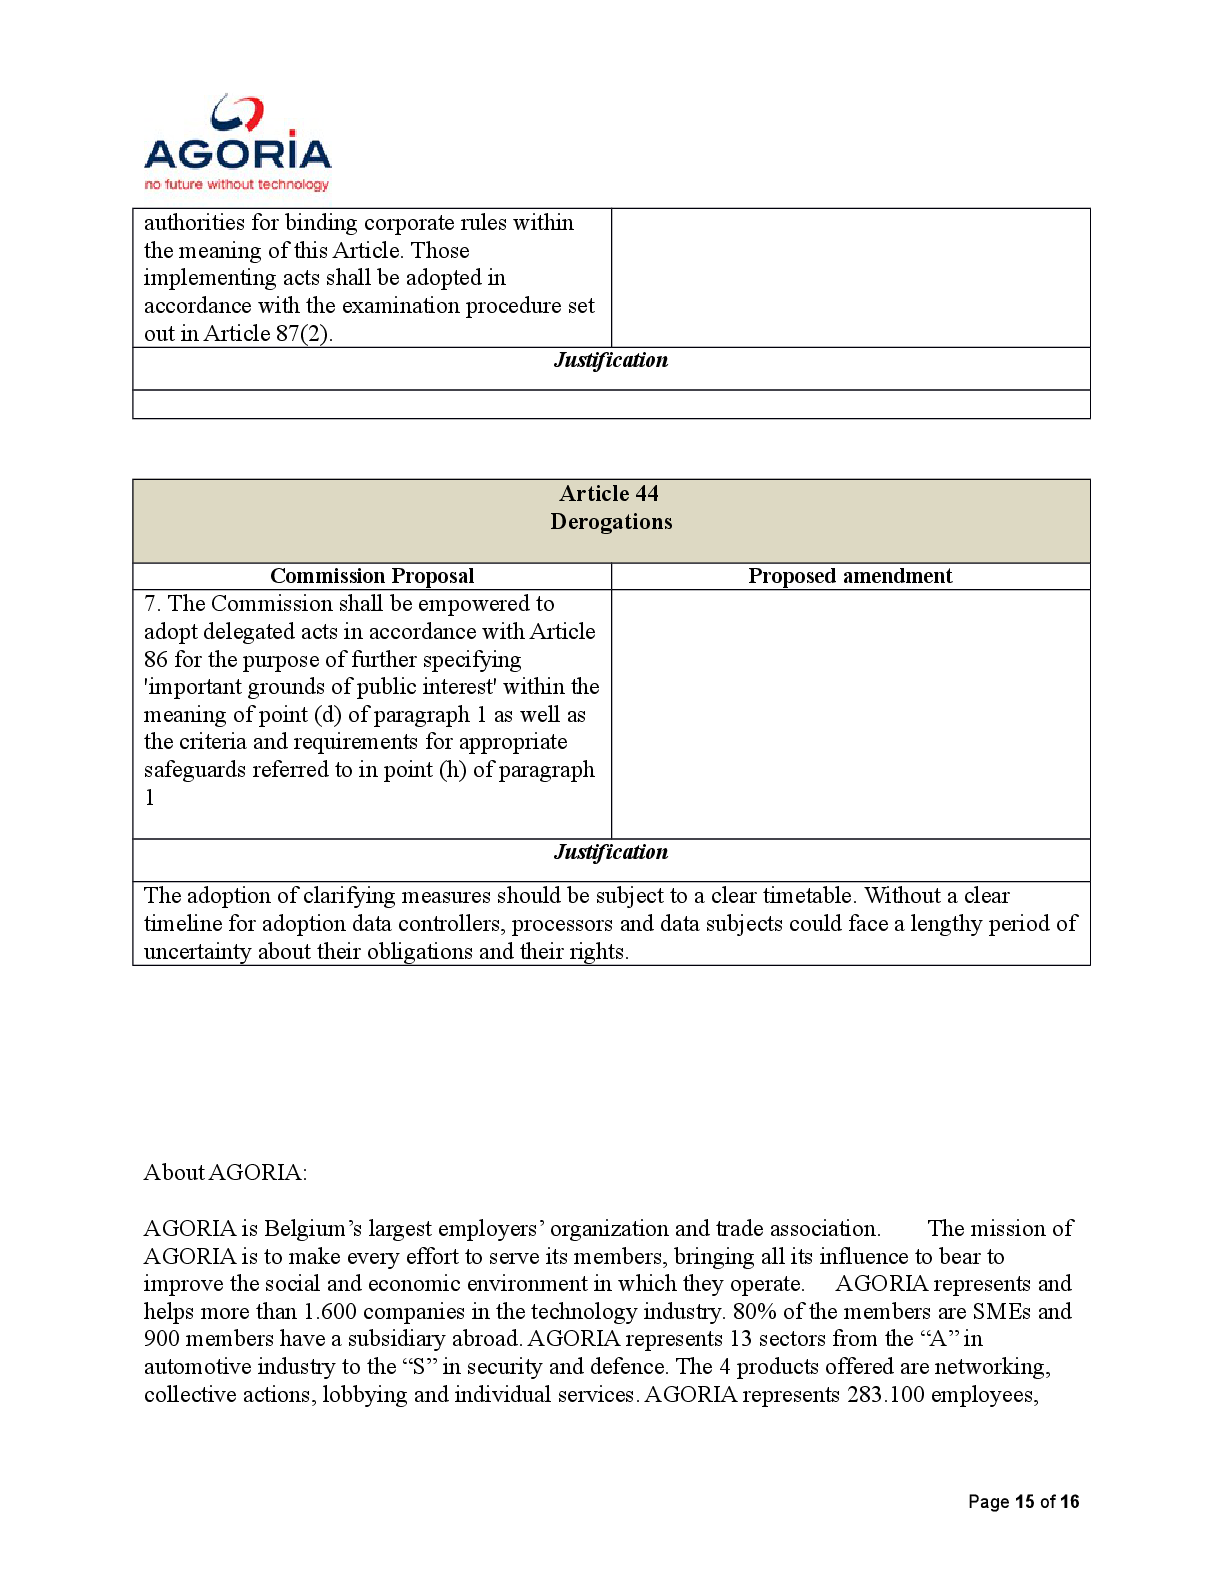 AGORIA
no future without technology
authorities for binding corporate rules within
the meaning of this Article. Those
implementing acts shall be adopted in
accordance with the examination procedure set
out in Article 87(2).
Justification
Article 44
Derogations
Commission Proposal
Proposed amendment
7. The Commission shall be empowered to
adopt delegated acts in accordance with Article
86 for the purpose of further specifying
'important grounds of public interest' within the
meaning of point (d) of paragraph 1 as well as
the criteria and requirements for appropriate
safeguards referred to in point (h) of paragraph
1
Justification
The adoption of clarifying measures should be subject to a clear timetable. Without a clear
timeline for adoption data controllers, processors and data subjects could face a lengthy period of
uncertainty about their obligations and their rights.
About AGORIA:
AGORIA is Belgium’s largest employers’ organization and trade association. The mission of
AGORIA is to make every effort to serve its members, bringing all its influence to bear to
improve the social and economic environment in which they operate. AGORIA represents and
helps more than 1.600 companies in the technology industry. 80% of the members are SMEs and
900 members have a subsidiary abroad. AGORIA represents 13 sectors from the “A” in
automotive industry to the “S” in security and defence. The 4 products offered are networking,
collective actions, lobbying and individual services. AGORIA represents 283.100 employees,
Page 15 of 16